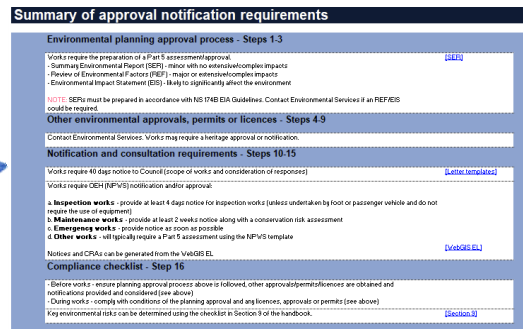 Summary of approval notification requirements
Environmental planning approval process - Steps 1-3
Works require the preparation of a Part 5 assessment/approval. [SER]
- Summary Environmental Report (SER) - minor with no extensive/complex impacts
- Review of Environmental Factors (REF) - major or extensive/complex impacts
- Environmental Impact Statement (EIS) - likely to significantly affect the environment
NOTE: SERs must be prepared in accordance with NS 174B EIA Guidelines. Contact Environmental Services if an REF/EIS
could be required.
Other environmental approvals, permits or licences - Steps 4-9
Contact Environmental Services. Works may require a heritage approval or notification.
Notification and consultation requirements - Steps 10-15
Works require 40 days notice to Council (scope of works and consideration of responses) [Letter templates]
Works require OEH (NPWS) notification and/or approval:
a. Inspection works - provide at least 4 days notice for inspection works (unless undertaken by foot or passenger vehicle and do not
require the use of equipment)
b. Maintenance works - provide at least 2 weeks notice along with a conservation risk assessment
c. Emergency works - provide notice as soon as possible
d. Other works - will typically require a Part 5 assessment using the NPWS template
[WebGIS EL]
Notices and CRAs can be generated from the WebGIS EL
Compliance checklist - Step 16
- Before works - ensure planning approval process above is followed, other approvals/permits/licences are obtained and
notifications provided and considered (see above)
- During works - comply with conditions of the planning approval and any licences, approvals or permits (see above)
Key environmental risks can be determined using the checklist in Section 9 of the handbook. [Section 9]